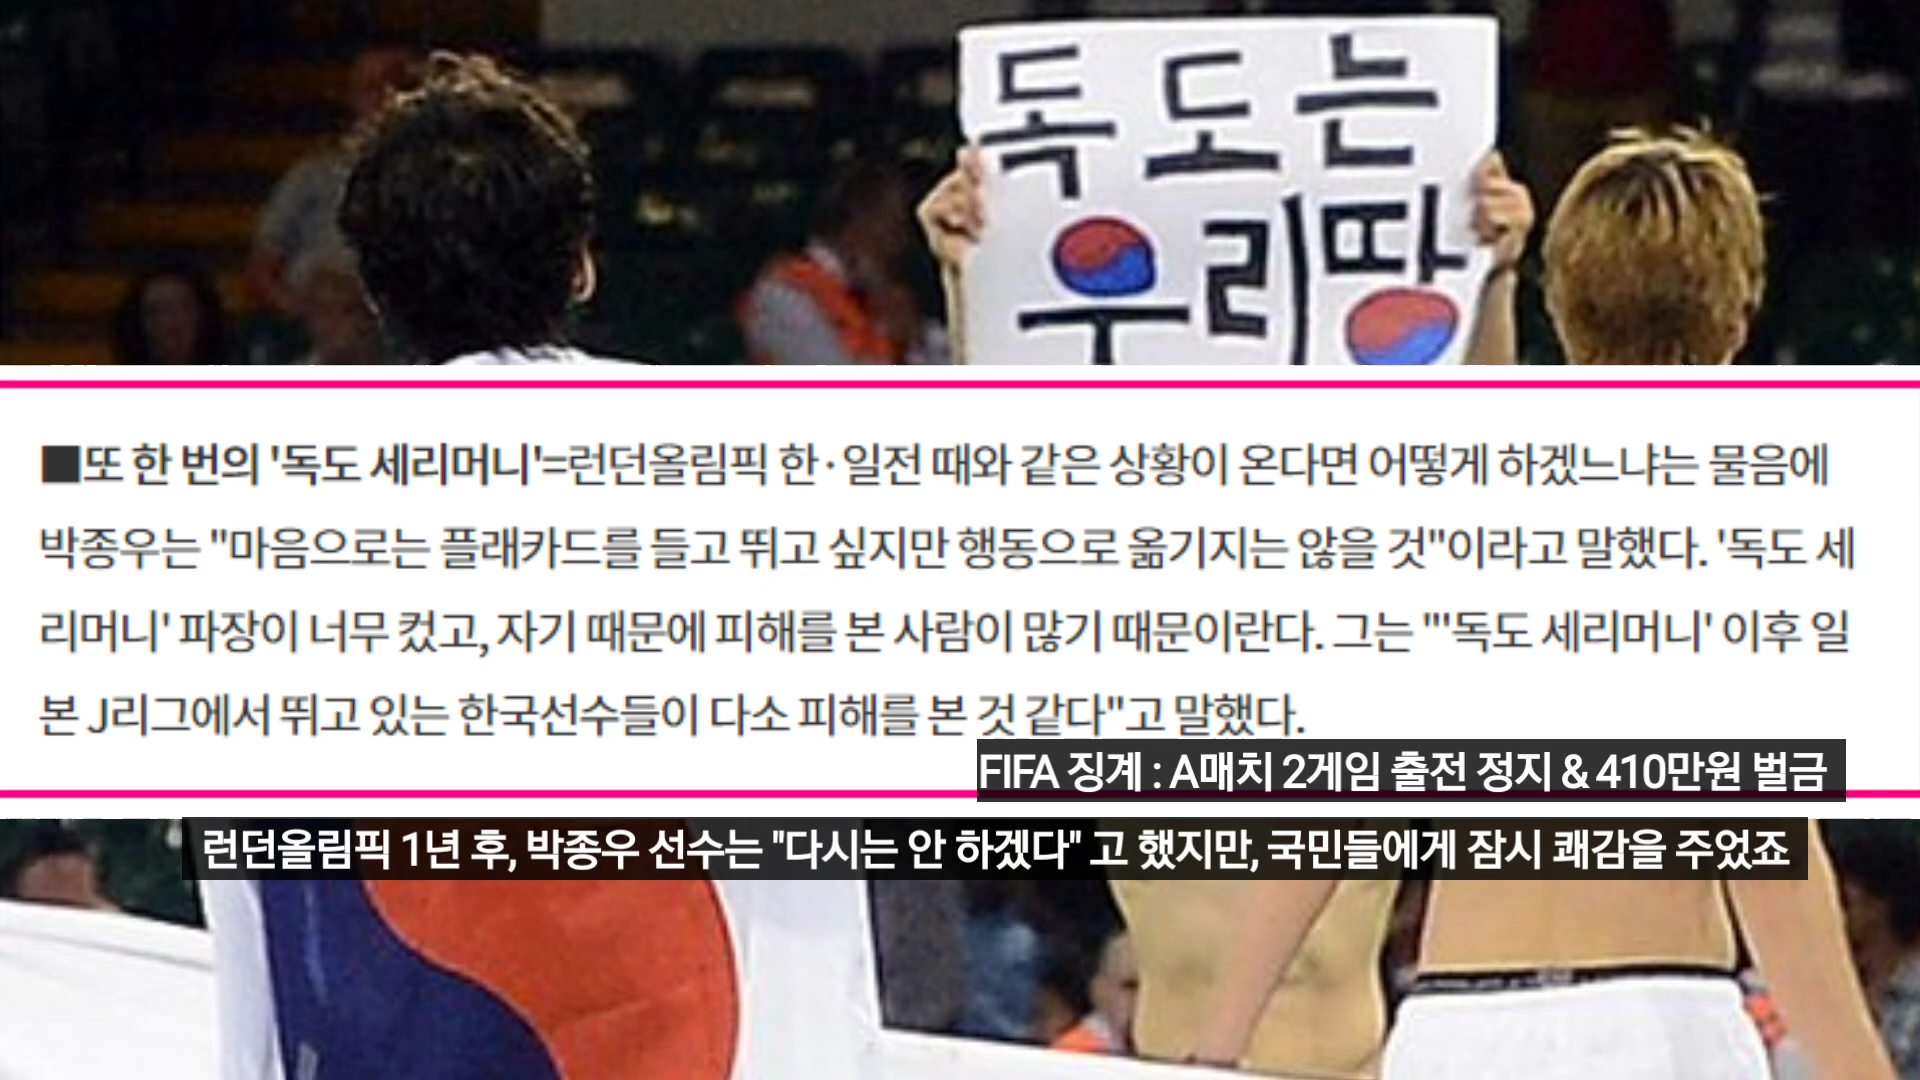 독도는
우리땅
■또 한 번의 '독도 세리머니'=런던올림픽 한·일전 때와 같은 상황이 온다면 어떻게 하겠느냐는 물음에
박종우는 "마음으로는 플래카드를 들고 뛰고 싶지만 행동으로 옮기지는 않을 것"이라고 말했다. '독도 세
리머니' 파장이 너무 컸고, 자기 때문에 피해를 본 사람이 많기 때문이란다. 그는 "'독도 세리머니' 이후 일
본 J리그에서 뛰고 있는 한국선수들이 다소 피해를 본 것 같다"고 말했다.
FIFA 징계 : A매치 2게임 출전 정지 & 410만원 벌금
런던올림픽 1년 후, 박종우 선수는 "다시는 안 하겠다" 고 했지만, 국민들에게 잠시 쾌감을 주었죠